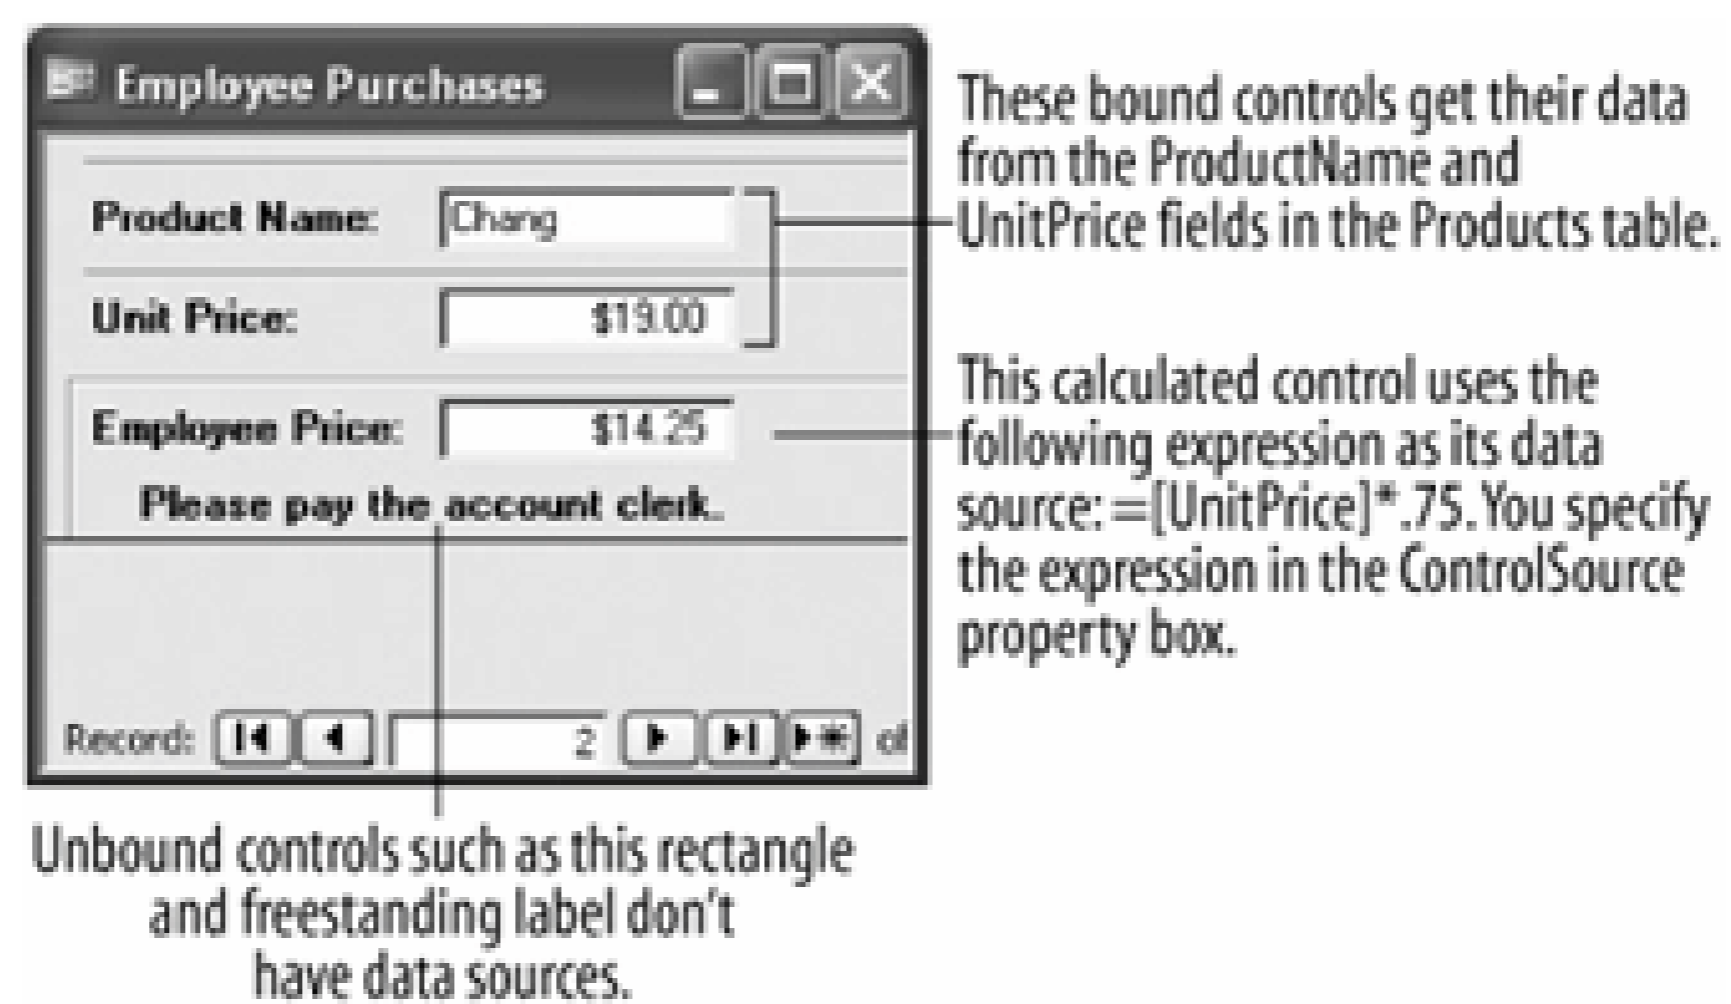 Employee Purchases
Product Name: Chang
Unit Price: $19.00
Employee Price: $14.25
Please pay the account clerk.
Record: 2 of
These bound controls get their data
from the ProductName and
UnitPrice fields in the Products table.
This calculated control uses the
following expression as its data
source: =[UnitPrice]*.75. You specify
the expression in the ControlSource
property box.
Unbound controls such as this rectangle
and freestanding label don't
have data sources.